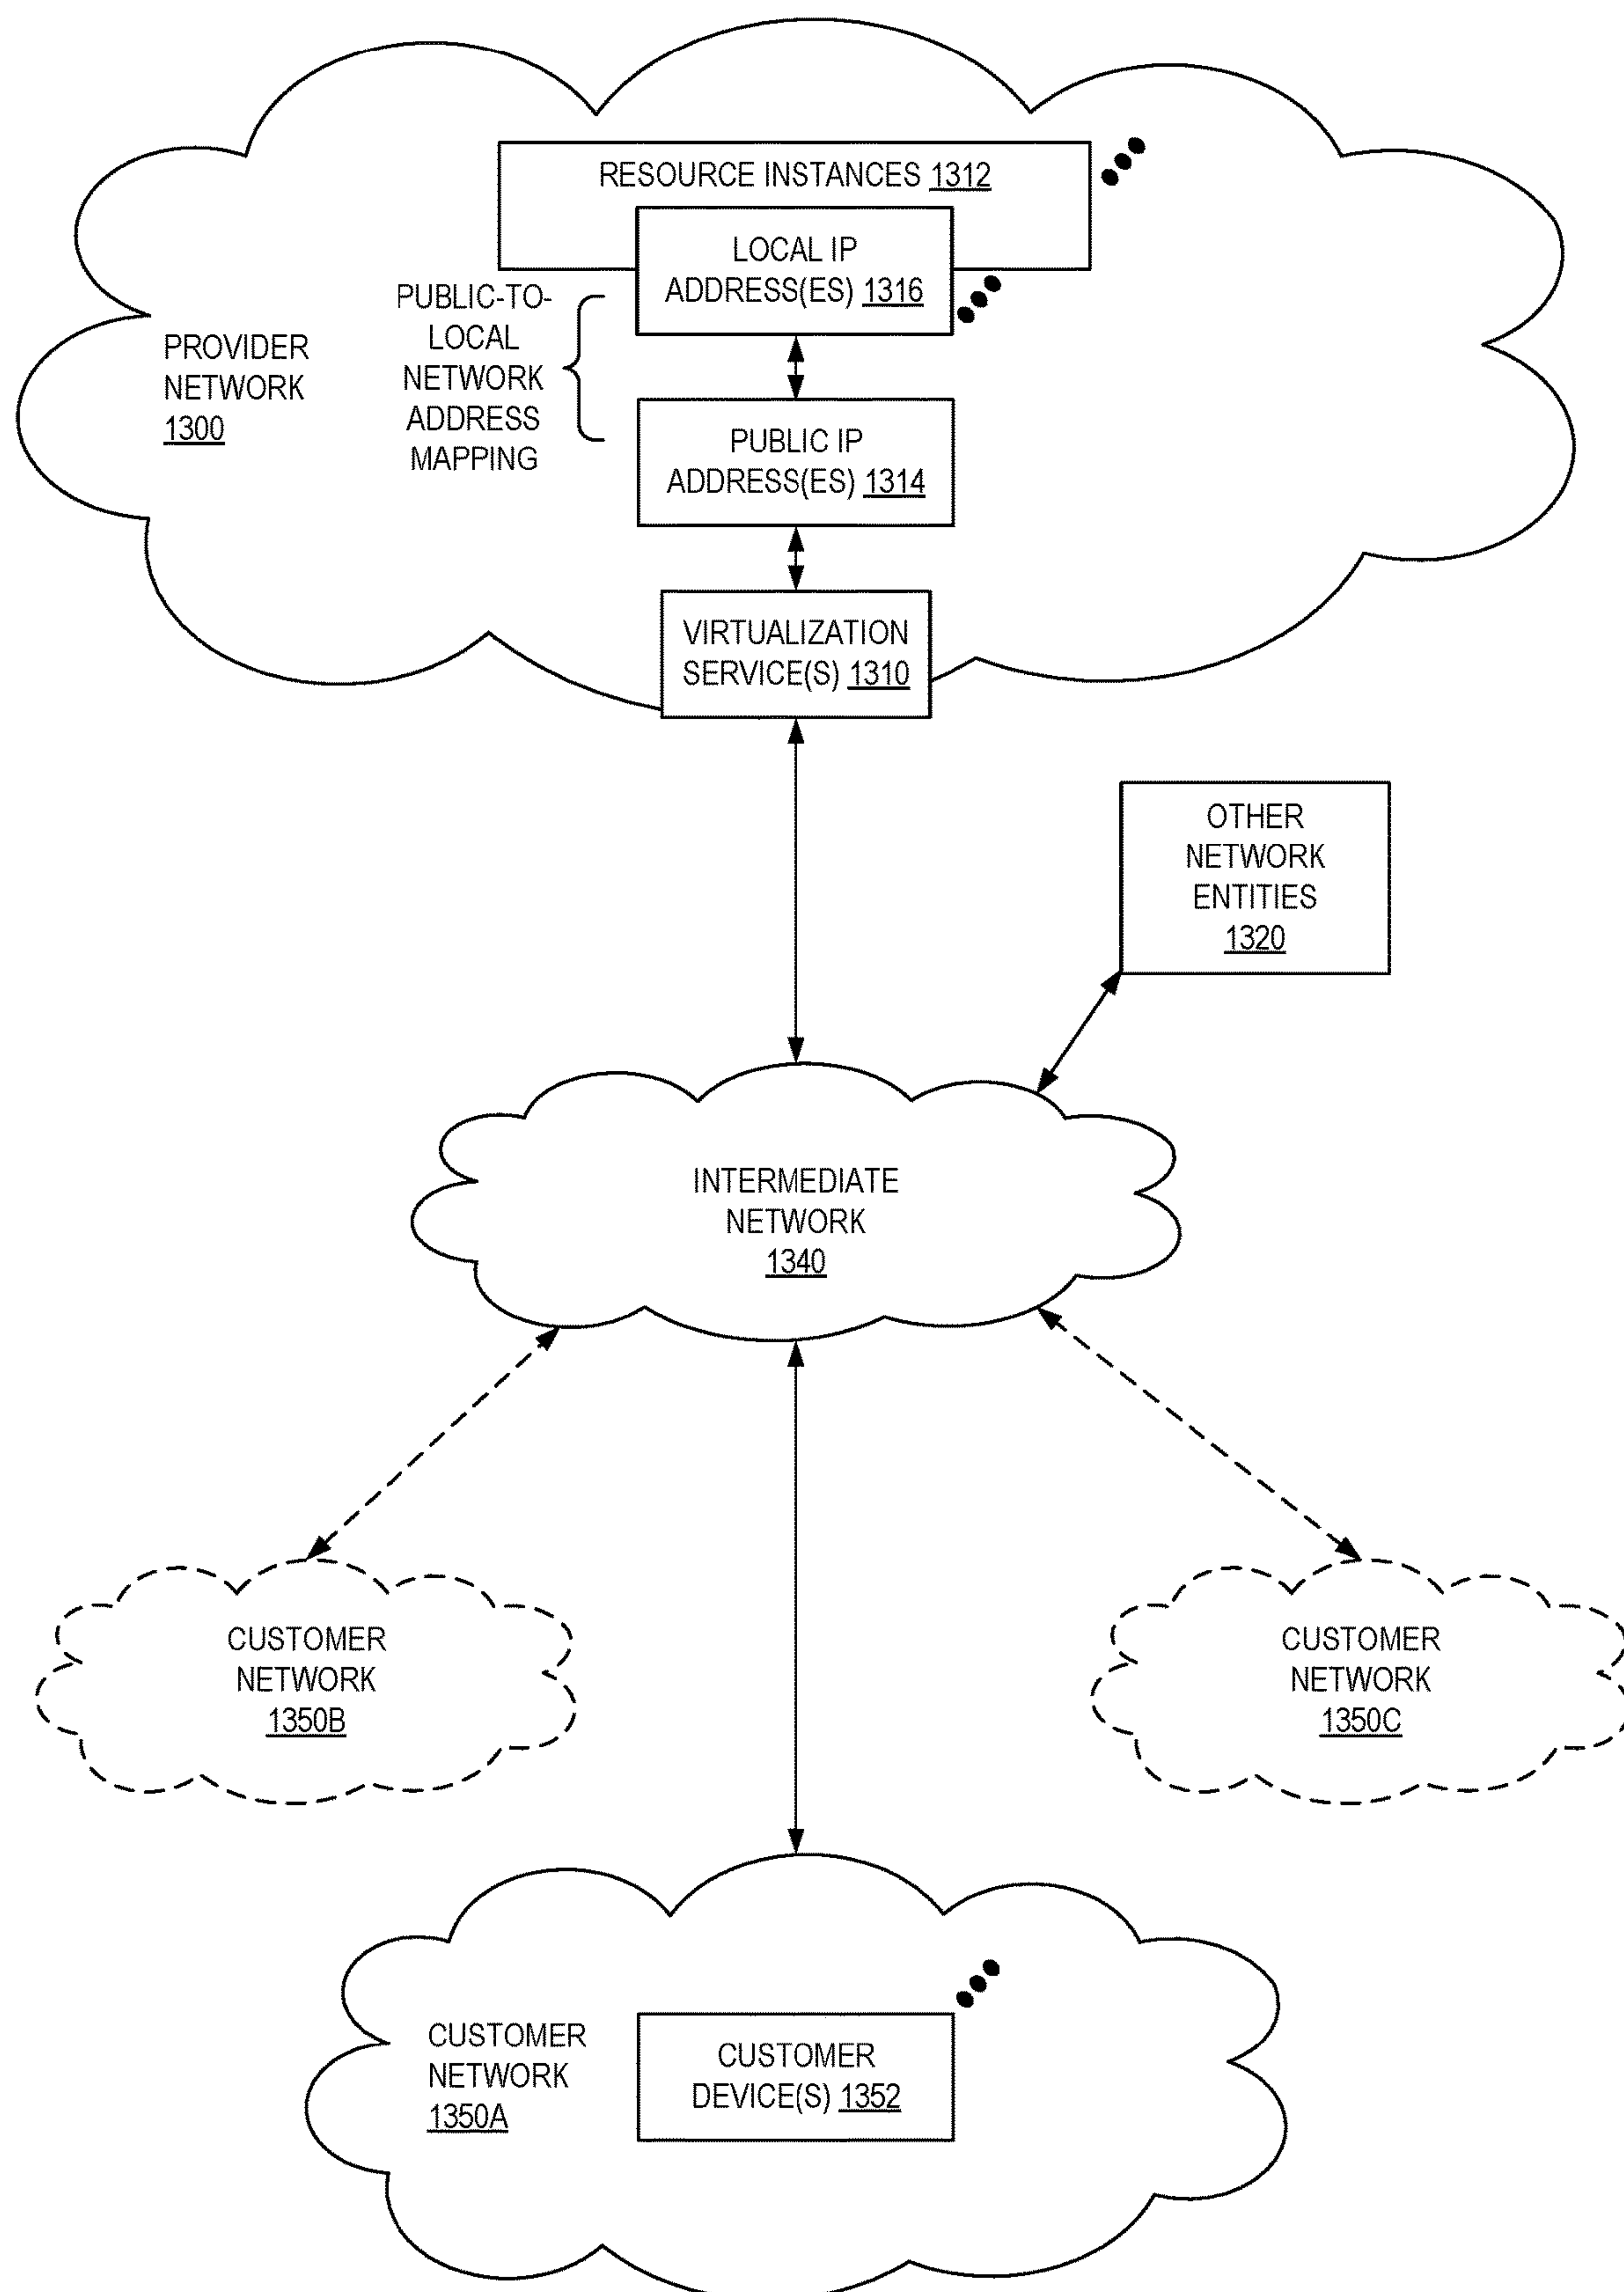 RESOURCE INSTANCES 1312
LOCAL IP
ADDRESS(ES) 1316
PUBLIC-TO-
LOCAL
NETWORK
ADDRESS
MAPPING
PROVIDER
NETWORK
1300
PUBLIC IP
ADDRESS(ES) 1314
VIRTUALIZATION
SERVICE(S) 1310
OTHER
NETWORK
ENTITIES
1320
INTERMEDIATE
NETWORK
1340
CUSTOMER
NETWORK
1350B
CUSTOMER
NETWORK
1350C
CUSTOMER
NETWORK
1350A
CUSTOMER
DEVICE(S) 1352